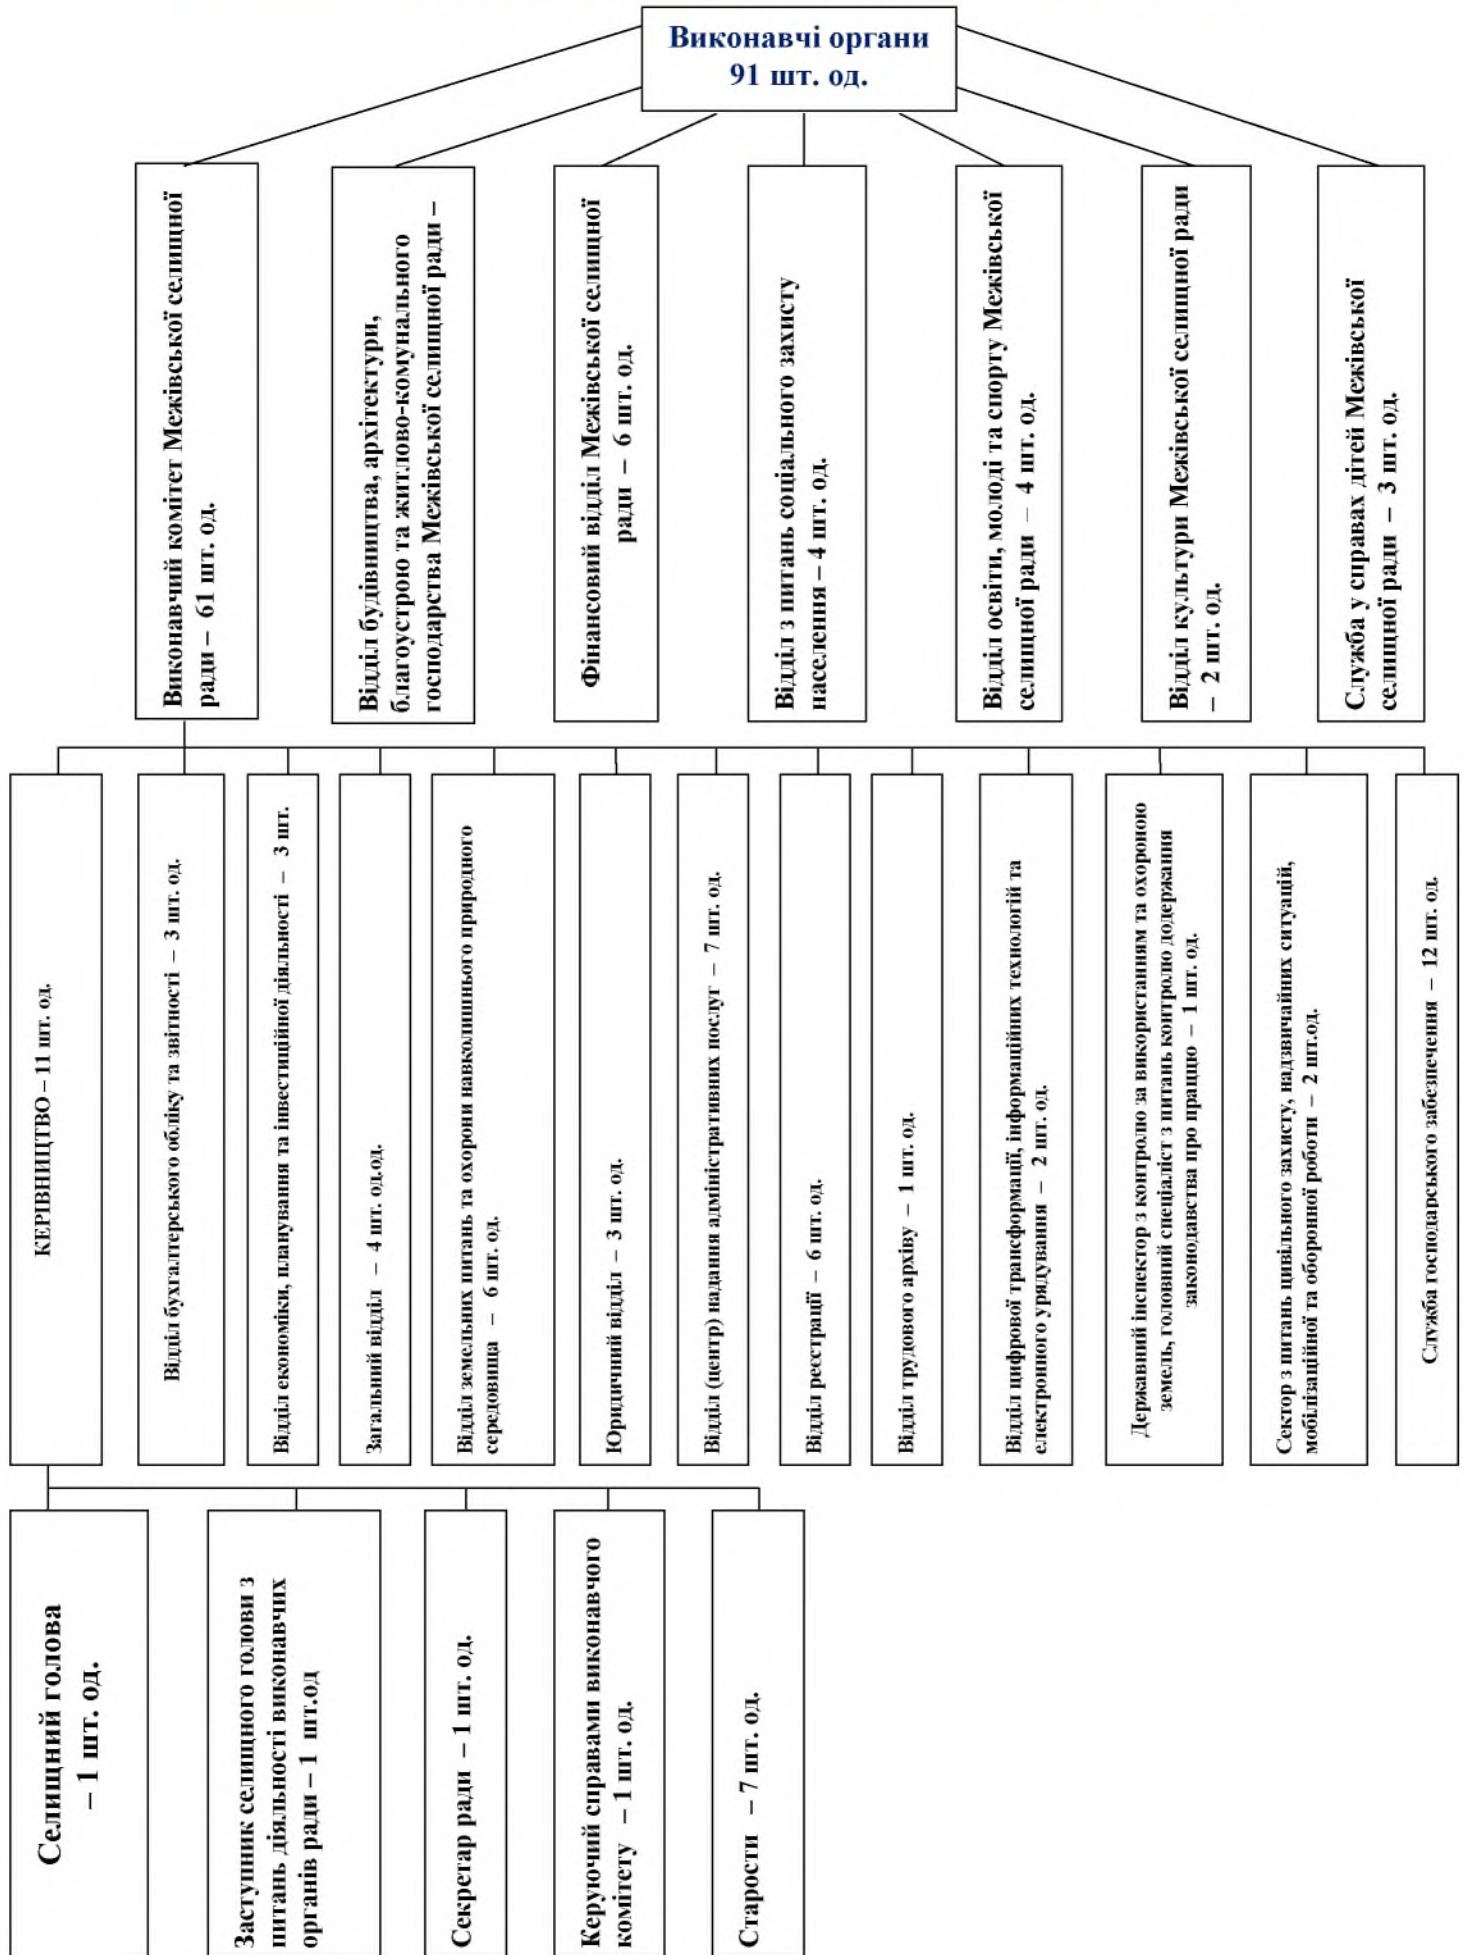 Виконавчі органи
91 шт. од.
Виконавчий комітет Межівської селищної
ради – 61 шт. од.
Відділ будівництва, архітектури,
благоустрою та житлово-комунального
господарства Межівської селищної ради –
Фінансовий відділ Межівської селищної
ради – 6 шт. од.
Відділ з питань соціального захисту
населення – 4 шт. од.
Відділ освіти, молоді та спорту Межівської
селищної ради – 4 шт. од.
Відділ культури Межівської селищної ради
– 2 шт. од.
Служба у справах дітей Межівської
селищної ради – 3 шт. од.
КЕРІВНИЦТВО – 11 шт. од.
Відділ бухгалтерського обліку та звітності – 3 шт. од.
Відділ економіки, планування та інвестиційної діяльності – 3 шт.
Загальний відділ – 4 шт. од.од.
Відділ земельних питань та охорони навколишнього природного
середовища – 6 шт. од.
Юридичний відділ – 3 шт. од.
Відділ (центр) надання адміністративних послуг – 7 шт. од.
Відділ реєстрації – 6 шт. од.
Відділ трудового архіву – 1 шт. од.
Відділ цифрової трансформації, інформаційних технологій та
електронного урядування – 2 шт. од.
Державний інспектор з контролю за використанням та охороною
земель, головний спеціаліст з питань контролю додержання
законодавства про працю – 1 шт. од.
Сектор з питань цивільного захисту, надзвичайних ситуацій,
мобілізаційної та оборонної роботи – 2 шт.од.
Служба господарського забезпечення – 12 шт. од.
Селищний голова
– 1 шт. од.
Заступник селищного голови з
питань діяльності виконавчих
органів ради – 1 шт.од
Секретар ради – 1 шт. од.
Керуючий справами виконавчого
комітету – 1 шт. од.
Старости – 7 шт. од.